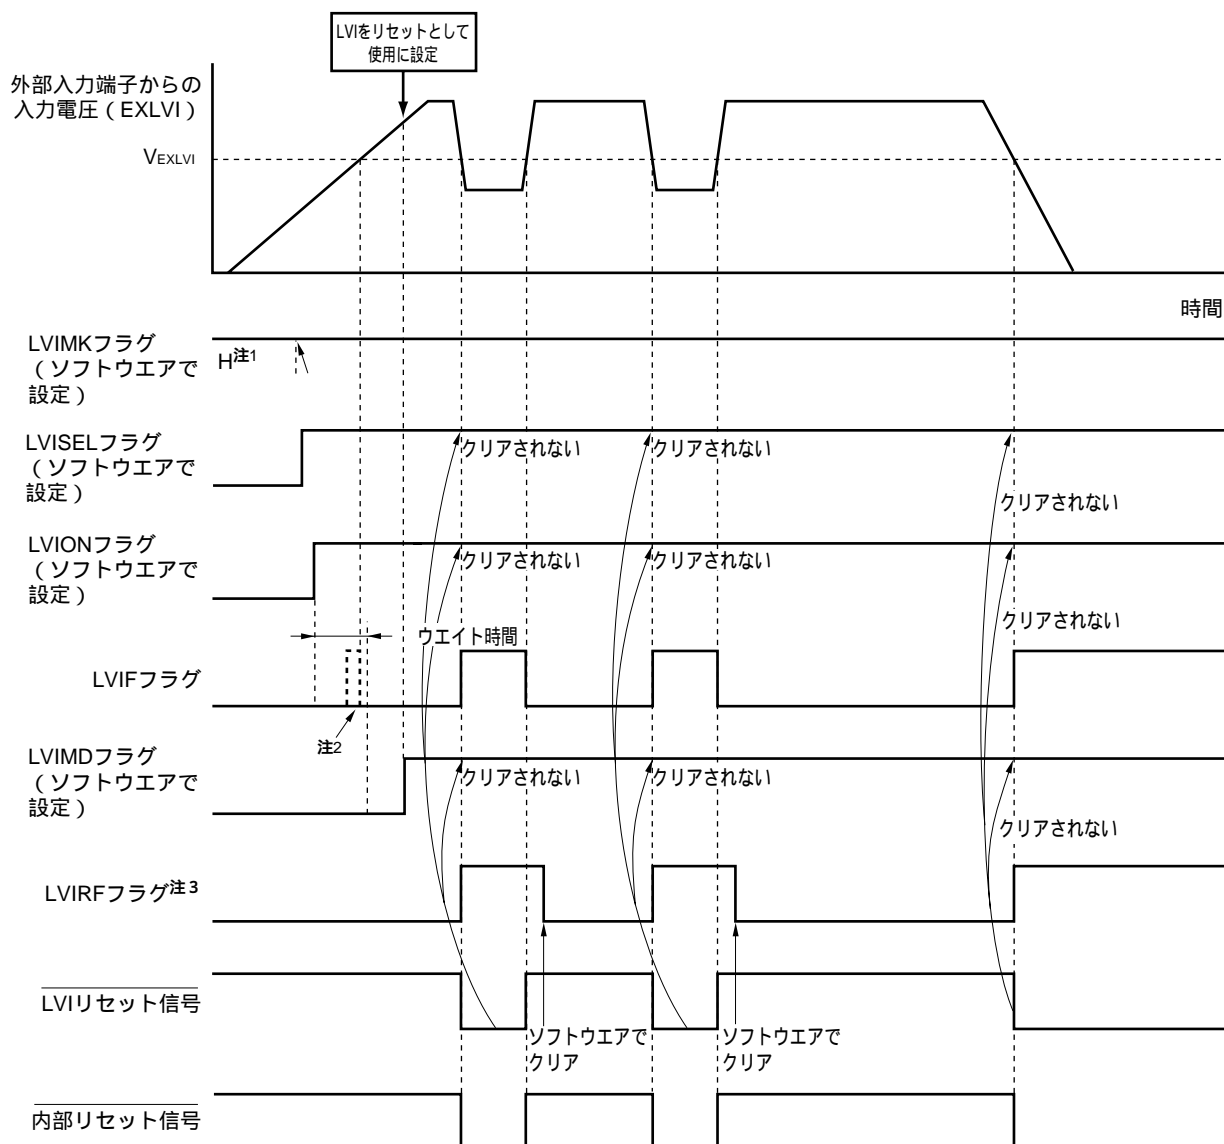 LVIをリセットとして
使用に設定
外部入力端子からの
入力電圧（EXLVI）
VEXLVI
時間
LVIMKフラグ
（ソフトウエアで
設定）
H注1
LVISELフラグ
（ソフトウエアで
設定）
クリアされない
クリアされない
クリアされない
LVIONフラグ
（ソフトウエアで
設定）
クリアされない
クリアされない
クリアされない
ウエイト時間
LVIFフラグ
注2
LVIMDフラグ
（ソフトウエアで
設定）
クリアされない
クリアされない
クリアされない
LVIRFフラグ注3
LVIリセット信号
ソフトウエアで
クリア
ソフトウエアで
クリア
内部リセット信号